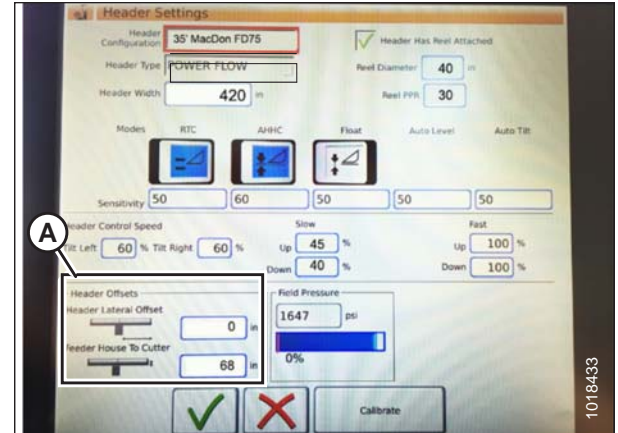 Header Settings
Header Configuration 35' MacDon FD75 Header Has Reel Attached
Header Type POWER FLOW Reel Diameter 40 in
Header Width 420 in Reel PPR 30
Modes RTC AHHC Float Auto Level Auto Tilt
Sensitivity 50 60 50 50 50
Header Control Speed Slow Fast
A
Tilt Left 60 % Tilt Right 60 % Up 45 % Up 100 %
Down 40 % Down 100 %
Header Offsets Field Pressure
Header Lateral Offset
0 in 1647 psi
Feeder House To Cutter
68 in 0%
Calibrate
1018433